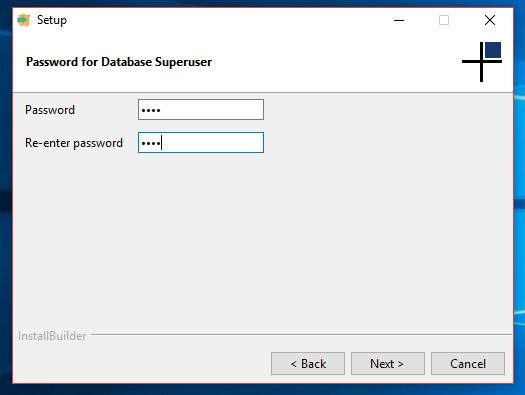 Setup
Password for Database Superuser
Password ••••
Re-enter password ••••
InstallBuilder
< Back Next > Cancel